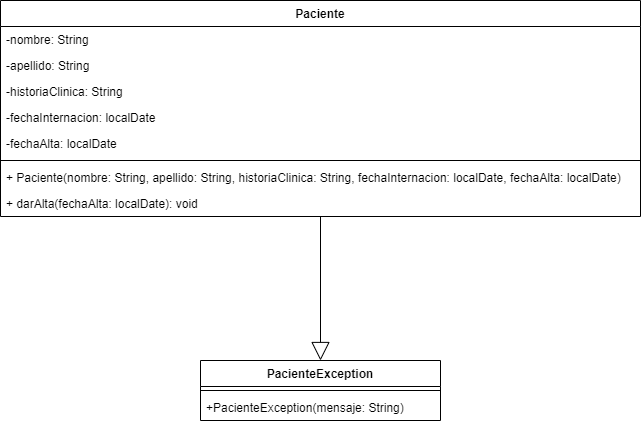 Paciente
-nombre: String
-apellido: String
-historiaClinica: String
-fechaInternacion: localDate
-fechaAlta: localDate
+ Paciente(nombre: String, apellido: String, historiaClinica: String, fechaInternacion: localDate, fechaAlta: localDate)
+ darAlta(fechaAlta: localDate): void
PacienteException
+PacienteException(mensaje: String)